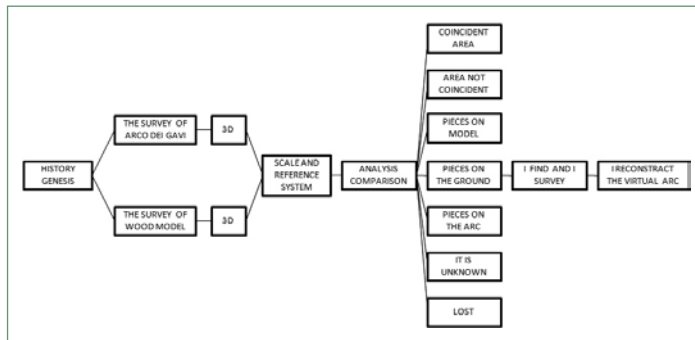 COINCIDENT
AREA
AREA NOT
COINCIDENT
THE SURVEY OF
ARCO DEI GAVI
3D
PIECES ON
MODEL
HISTORY
GENESIS
SCALE AND
REFERENCE
SYSTEM
ANALYSIS
COMPARISON
PIECES ON
THE GROUND
I FIND AND I
SURVEY
I RECONSTRACT
THE VIRTUAL ARC
THE SURVEY OF
WOOD MODEL
3D
PIECES ON
THE ARC
IT IS
UNKNOWN
LOST